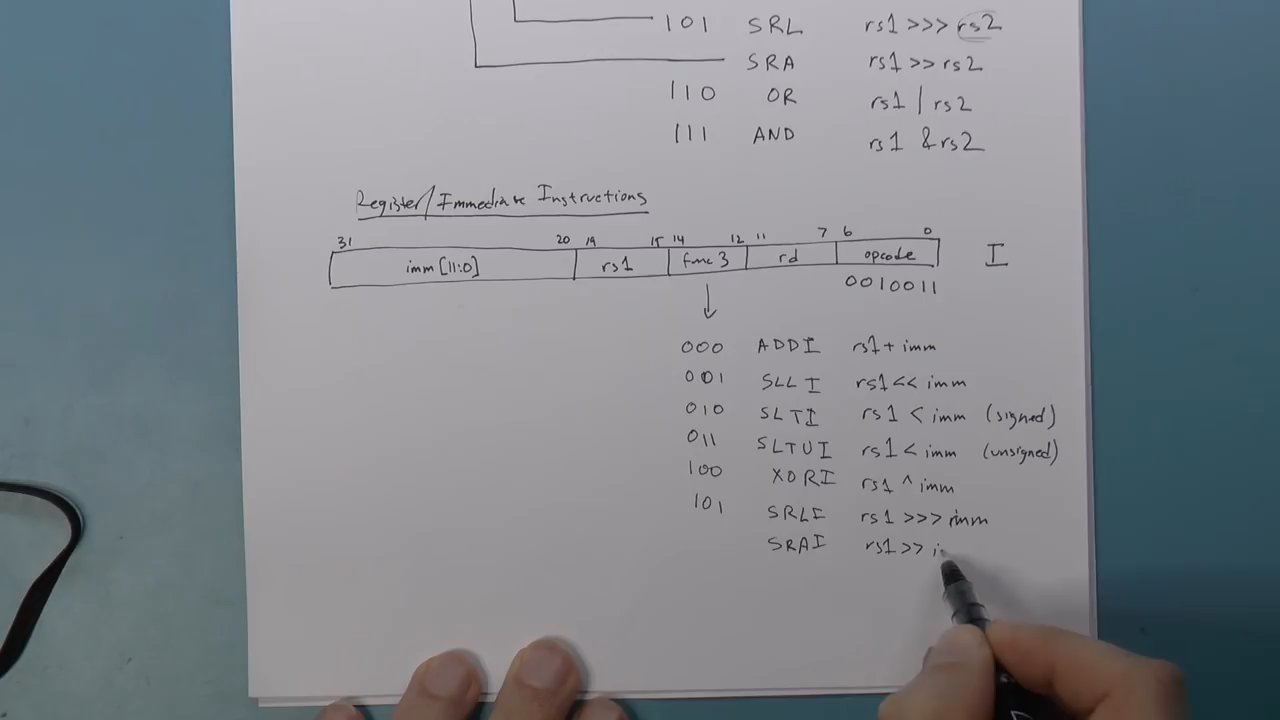 101 SRL rs1 >>> rs2
SRA rs1 >> rs2
110 OR rs1 | rs2
111 AND rs1 & rs2
Register/Immediate Instructions
31 20 19 15 14 12 11 7 6 0
imm [11:0] rs1 func 3 rd opcode I
0010011
000 ADDI rs1 + imm
001 SLLI rs1 << imm
010 SLTI rs1 < imm (signed)
011 SLTUI rs1 < imm (unsigned)
100 XORI rs1 ^ imm
101 SRLI rs1 >>> imm
SRAI rs1 >> i